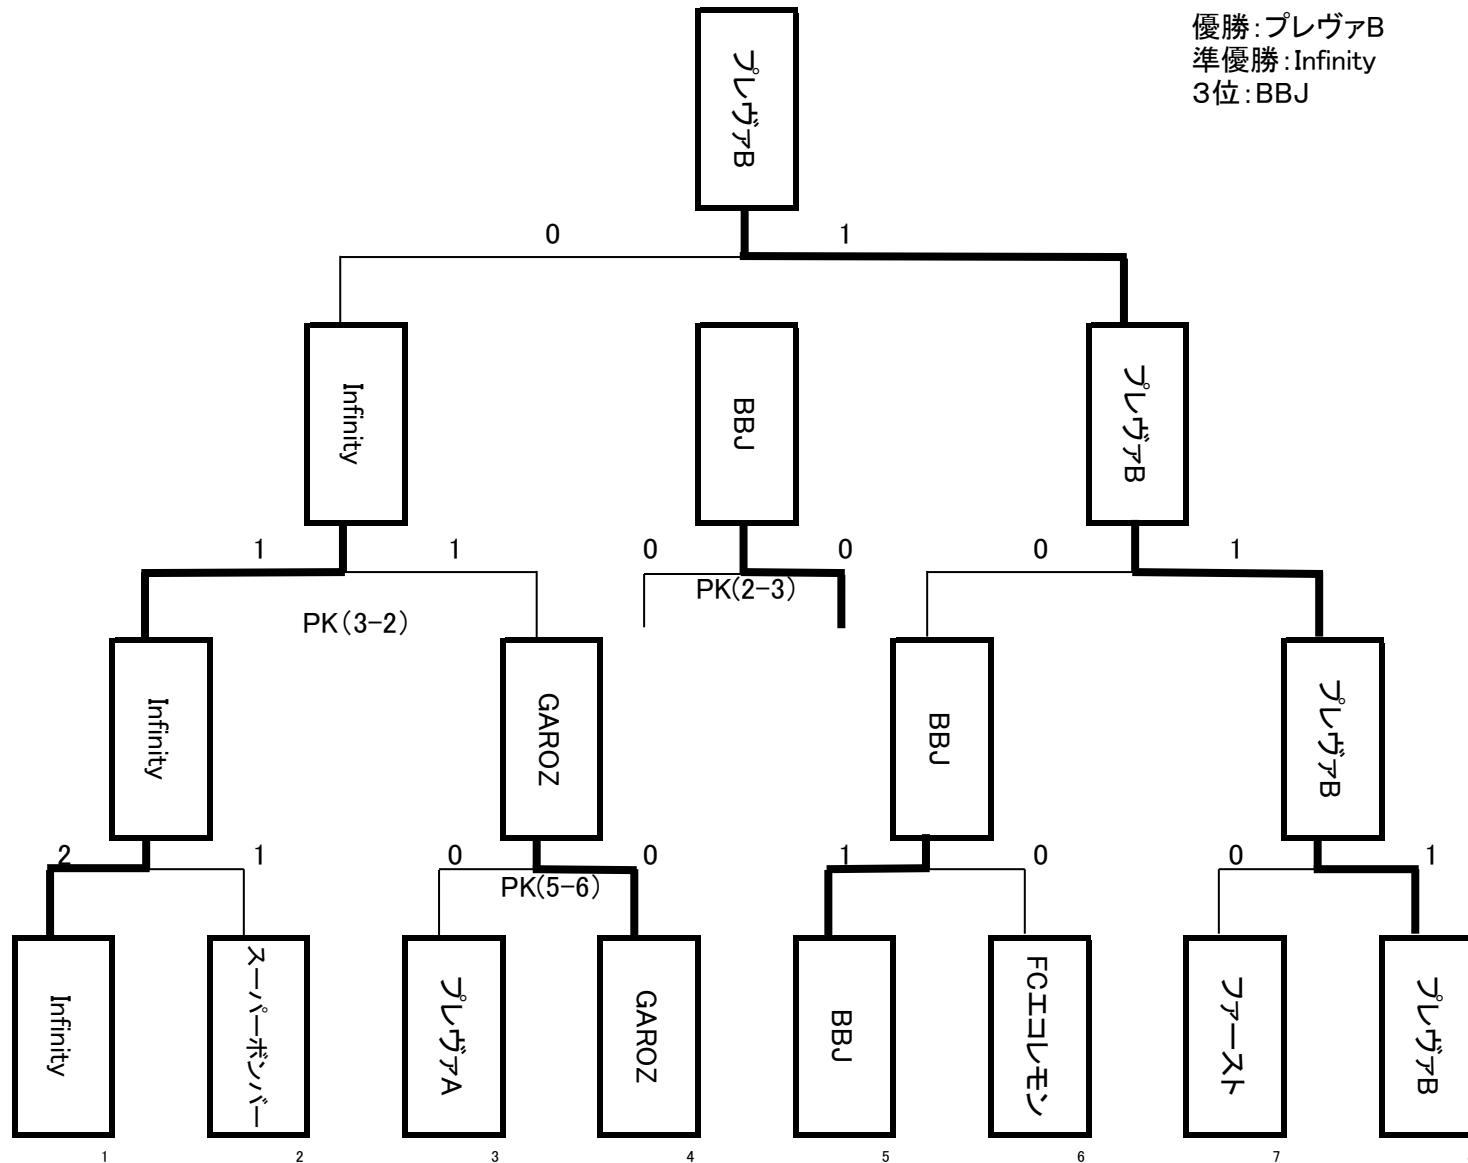 優勝:プレヴァB
準優勝:Infinity
3位:BBJ
プレヴァB
0
1
Infinity
BBJ
プレヴァB
1
1
0
0
0
1
PK(3-2)
PK(2-3)
Infinity
GAROZ
BBJ
プレヴァB
2
1
0
0
1
0
0
1
PK(5-6)
Infinity
スーパーボンバー
プレヴァA
GAROZ
BBJ
FCエコレモン
ファースト
プレヴァB
1
2
3
4
5
6
7